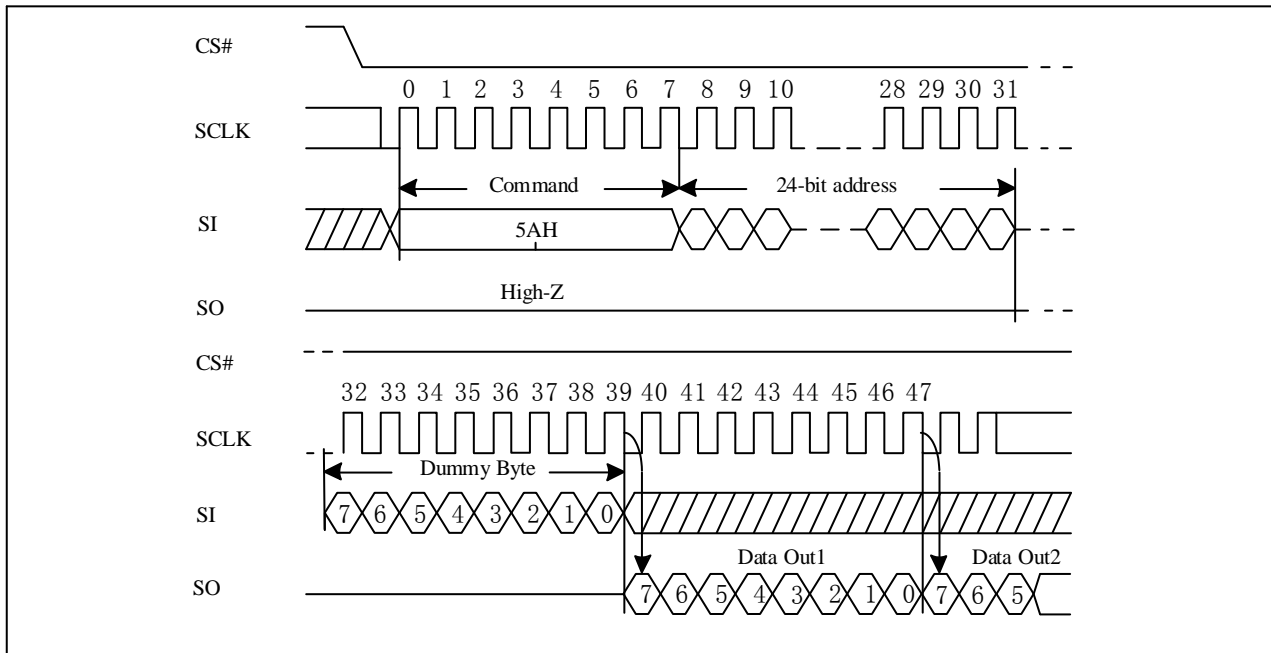 CS#
0 1 2 3 4 5 6 7 8 9 10 28 29 30 31
SCLK
Command 24-bit address
SI
5AH
High-Z
SO
CS#
32 33 34 35 36 37 38 39 40 41 42 43 44 45 46 47
SCLK
Dummy Byte
SI
7 6 5 4 3 2 1 0
Data Out1 Data Out2
SO
7 6 5 4 3 2 1 0 7 6 5